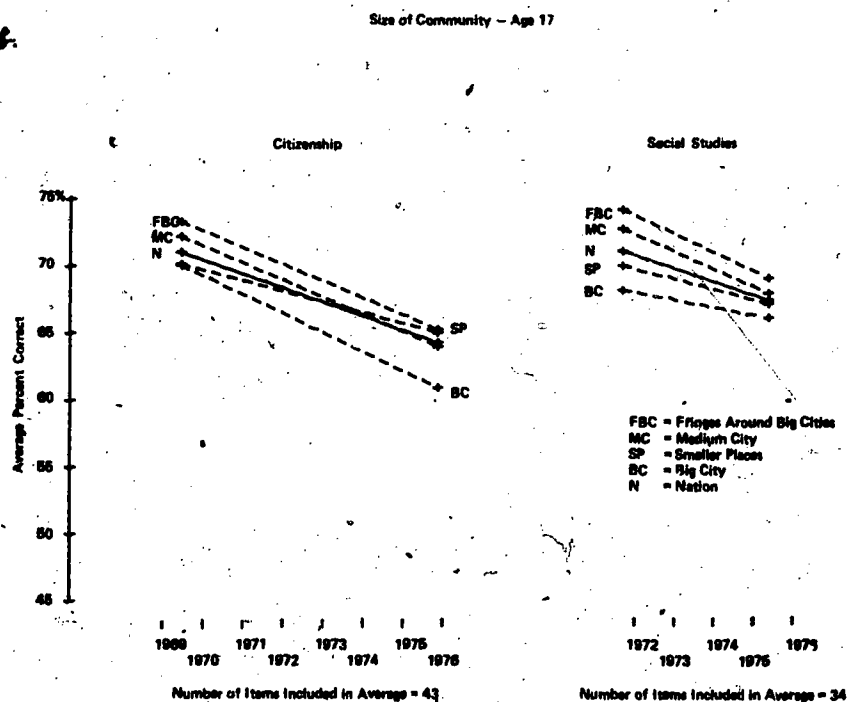 Size of Community — Age 17
Citizenship
Social Studies
75%
70
65
60
55
50
45
Average Percent Correct
FBC
MC
N
SP
BC
FBC
MC
N
SP
BC
FBC = Fringes Around Big Cities
MC = Medium City
SP = Smaller Places
BC = Big City
N = Nation
1969 1971 1973 1975
1970 1972 1974 1976
1972 1974 1976
1973 1975
Number of Items Included in Average = 43
Number of Items Included in Average = 34